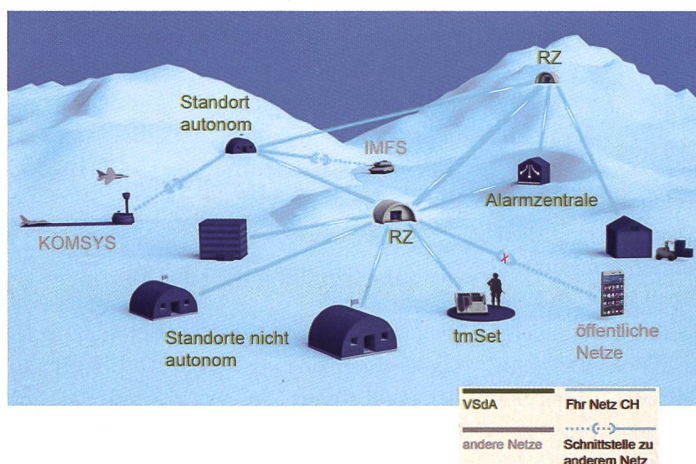 RZ
Standort
autonom
IMFS
Alarmzentrale
KOMSYS
RZ
Standorte nicht
autonom
tmSet
öffentliche
Netze
VSdA
Fhr Netz CH
andere Netze
Schnittstelle zu
anderem Netz